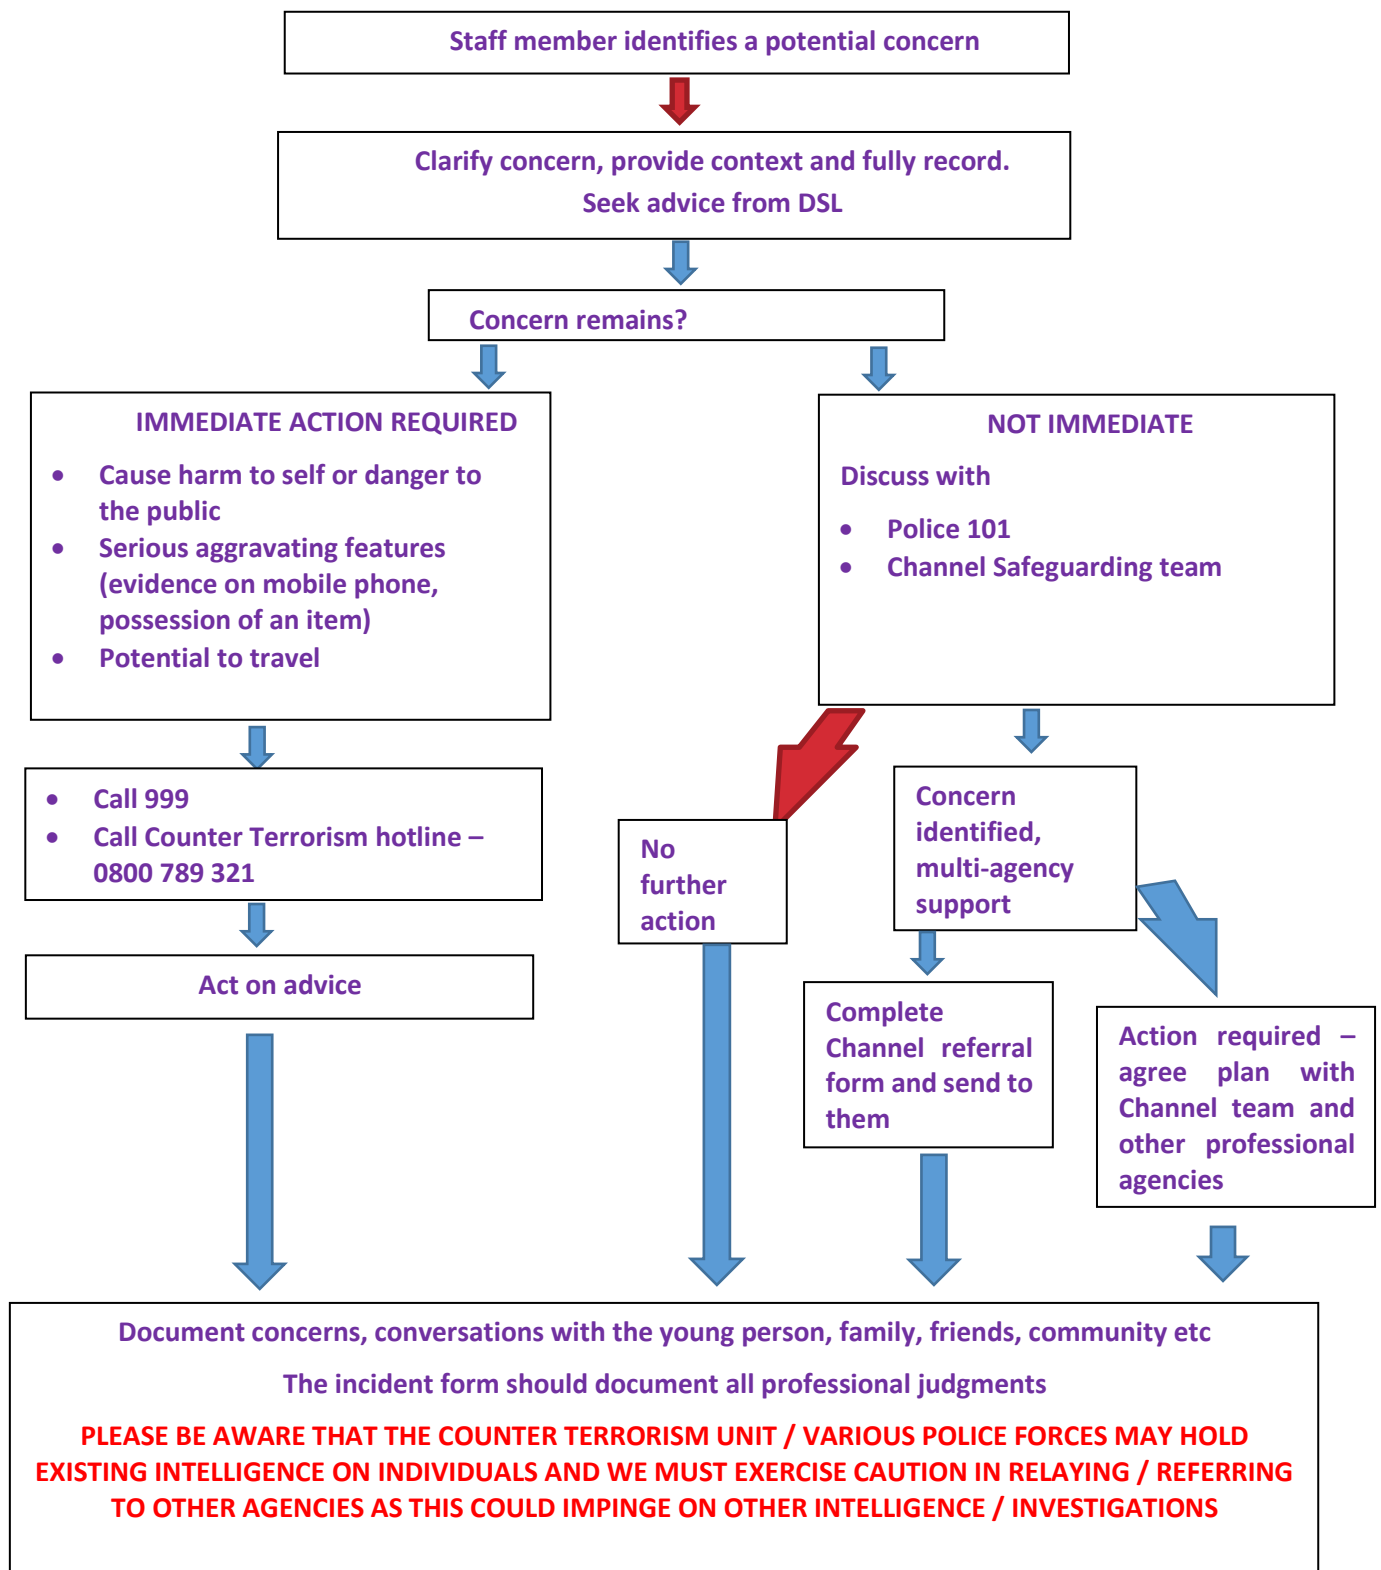 Staff member identifies a potential concern
Clarify concern, provide context and fully record.
Seek advice from DSL
Concern remains?
IMMEDIATE ACTION REQUIRED
• Cause harm to self or danger to
the public
• Serious aggravating features
(evidence on mobile phone,
possession of an item)
• Potential to travel
NOT IMMEDIATE
Discuss with
• Police 101
• Channel Safeguarding team
• Call 999
• Call Counter Terrorism hotline –
0800 789 321
Act on advice
No
further
action
Concern
identified,
multi-agency
support
Complete
Channel referral
form and send to
them
Action required –
agree plan with
Channel team and
other professional
agencies
Document concerns, conversations with the young person, family, friends, community etc
The incident form should document all professional judgments
PLEASE BE AWARE THAT THE COUNTER TERRORISM UNIT / VARIOUS POLICE FORCES MAY HOLD
EXISTING INTELLIGENCE ON INDIVIDUALS AND WE MUST EXERCISE CAUTION IN RELAYING / REFERRING
TO OTHER AGENCIES AS THIS COULD IMPINGE ON OTHER INTELLIGENCE / INVESTIGATIONS